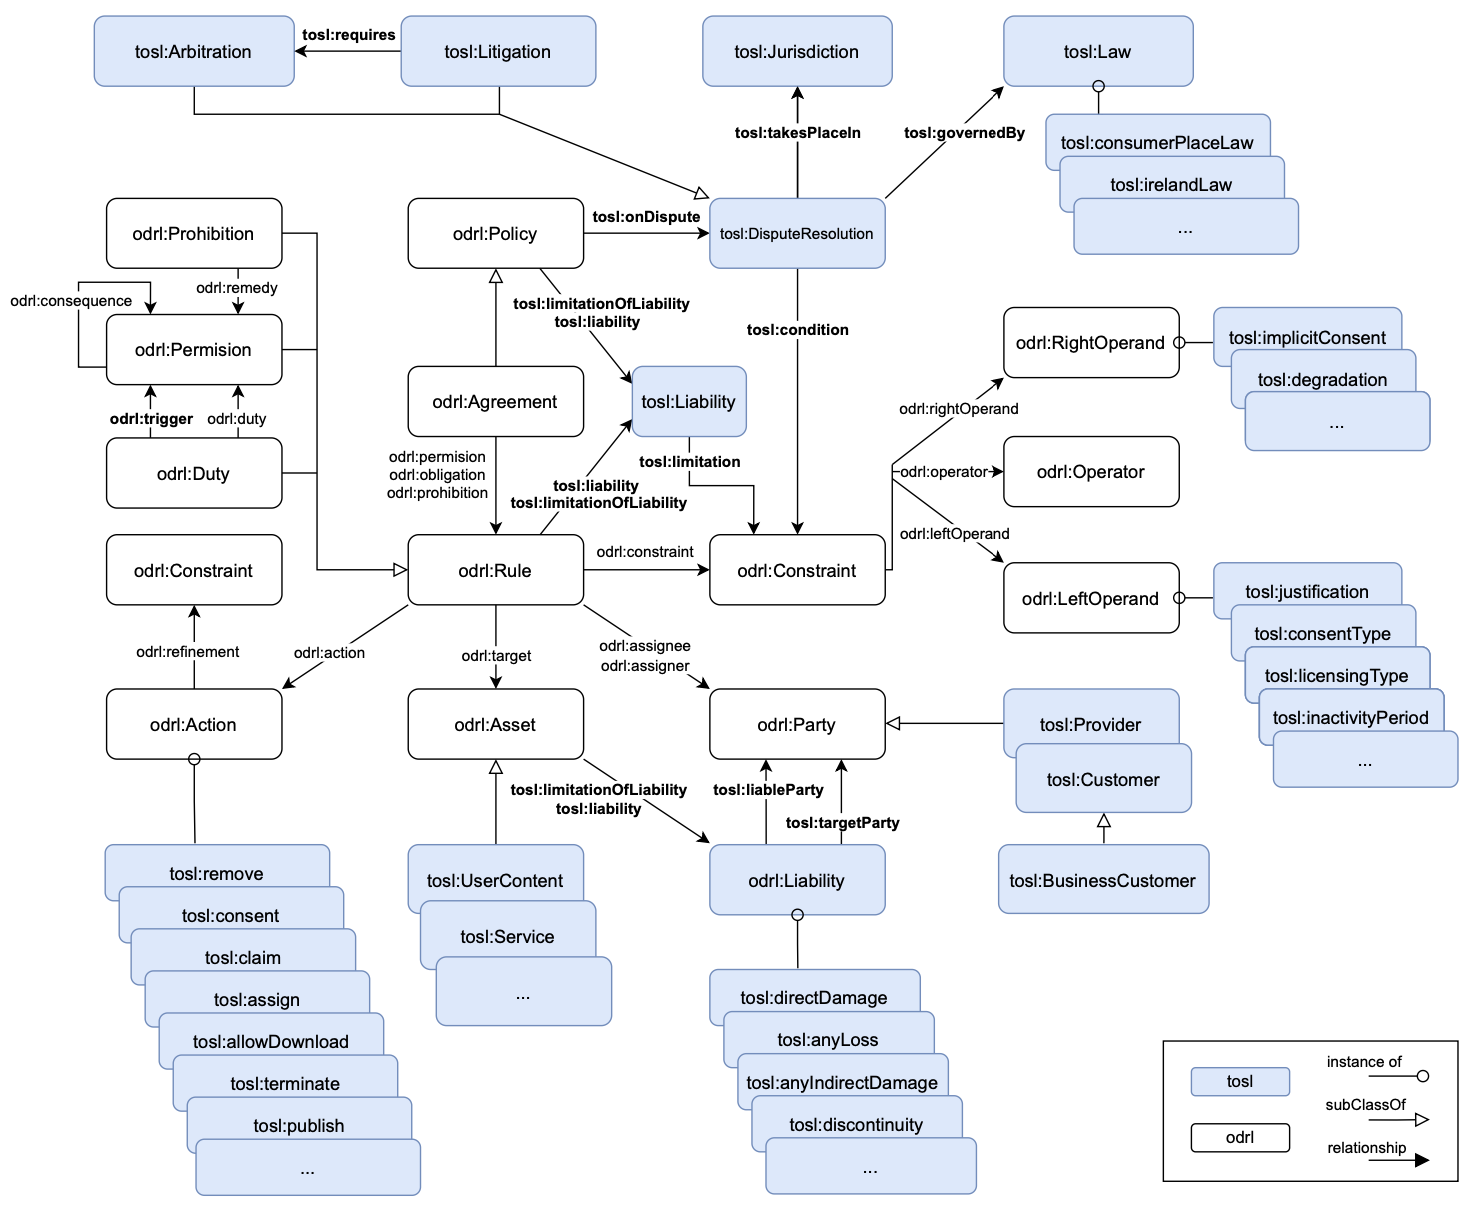 tosl:Arbitration
tosl:requires
tosl:Litigation
tosl:Jurisdiction
tosl:Law
tosl:takesPlaceIn
tosl:governedBy
tosl:consumerPlaceLaw
tosl:irelandLaw
...
odrl:Prohibition
odrl:Policy
tosl:onDispute
tosl:DisputeResolution
odrl:consequence
odrl:remedy
tosl:limitationOfLiability
tosl:liability
tosl:condition
odrl:Permision
odrl:RightOperand
tosl:implicitConsent
tosl:degradation
...
odrl:Agreement
tosl:Liability
odrl:rightOperand
odrl:trigger
odrl:duty
odrl:permision
odrl:obligation
odrl:prohibition
tosl:limitation
odrl:Duty
tosl:liability
tosl:limitationOfLiability
odrl:operator
odrl:Operator
odrl:leftOperand
odrl:Constraint
odrl:Rule
odrl:constraint
odrl:Constraint
odrl:LeftOperand
tosl:justification
tosl:consentType
tosl:licensingType
tosl:inactivityPeriod
...
odrl:refinement
odrl:action
odrl:target
odrl:assignee
odrl:assigner
odrl:Action
odrl:Asset
odrl:Party
tosl:Provider
tosl:Customer
tosl:limitationOfLiability
tosl:liability
tosl:liableParty
tosl:targetParty
tosl:BusinessCustomer
tosl:remove
tosl:consent
tosl:claim
tosl:assign
tosl:allowDownload
tosl:terminate
tosl:publish
...
tosl:UserContent
tosl:Service
...
odrl:Liability
tosl:directDamage
tosl:anyLoss
tosl:anyIndirectDamage
tosl:discontinuity
...
tosl
instance of
subClassOf
odrl
relationship